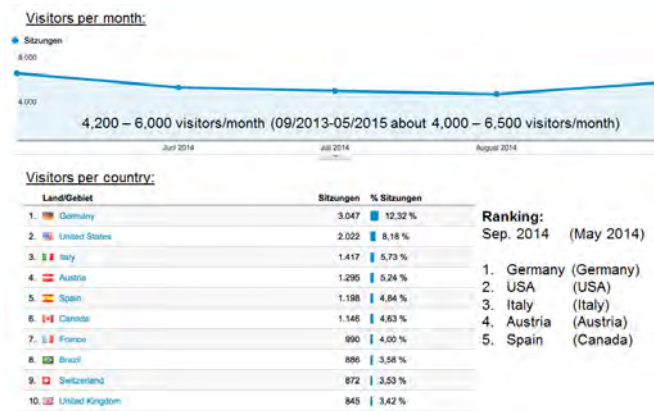 Visitors per month:
Sitzungen
8.000
4.000
4,200 – 6,000 visitors/month (09/2013-05/2015 about 4,000 – 6,500 visitors/month)
Juni 2014 Juli 2014 August 2014
Visitors per country:
Land/Gebiet Sitzungen % Sitzungen
1. Germany 3.047 12,32 %
2. United States 2.022 8,18 %
3. Italy 1.417 5,73 %
4. Austria 1.295 5,24 %
5. Spain 1.198 4,84 %
6. Canada 1.146 4,63 %
7. France 990 4,00 %
8. Brazil 886 3,58 %
9. Switzerland 872 3,53 %
10. United Kingdom 845 3,42 %
Ranking:
Sep. 2014 (May 2014)
1. Germany (Germany)
2. USA (USA)
3. Italy (Italy)
4. Austria (Austria)
5. Spain (Canada)